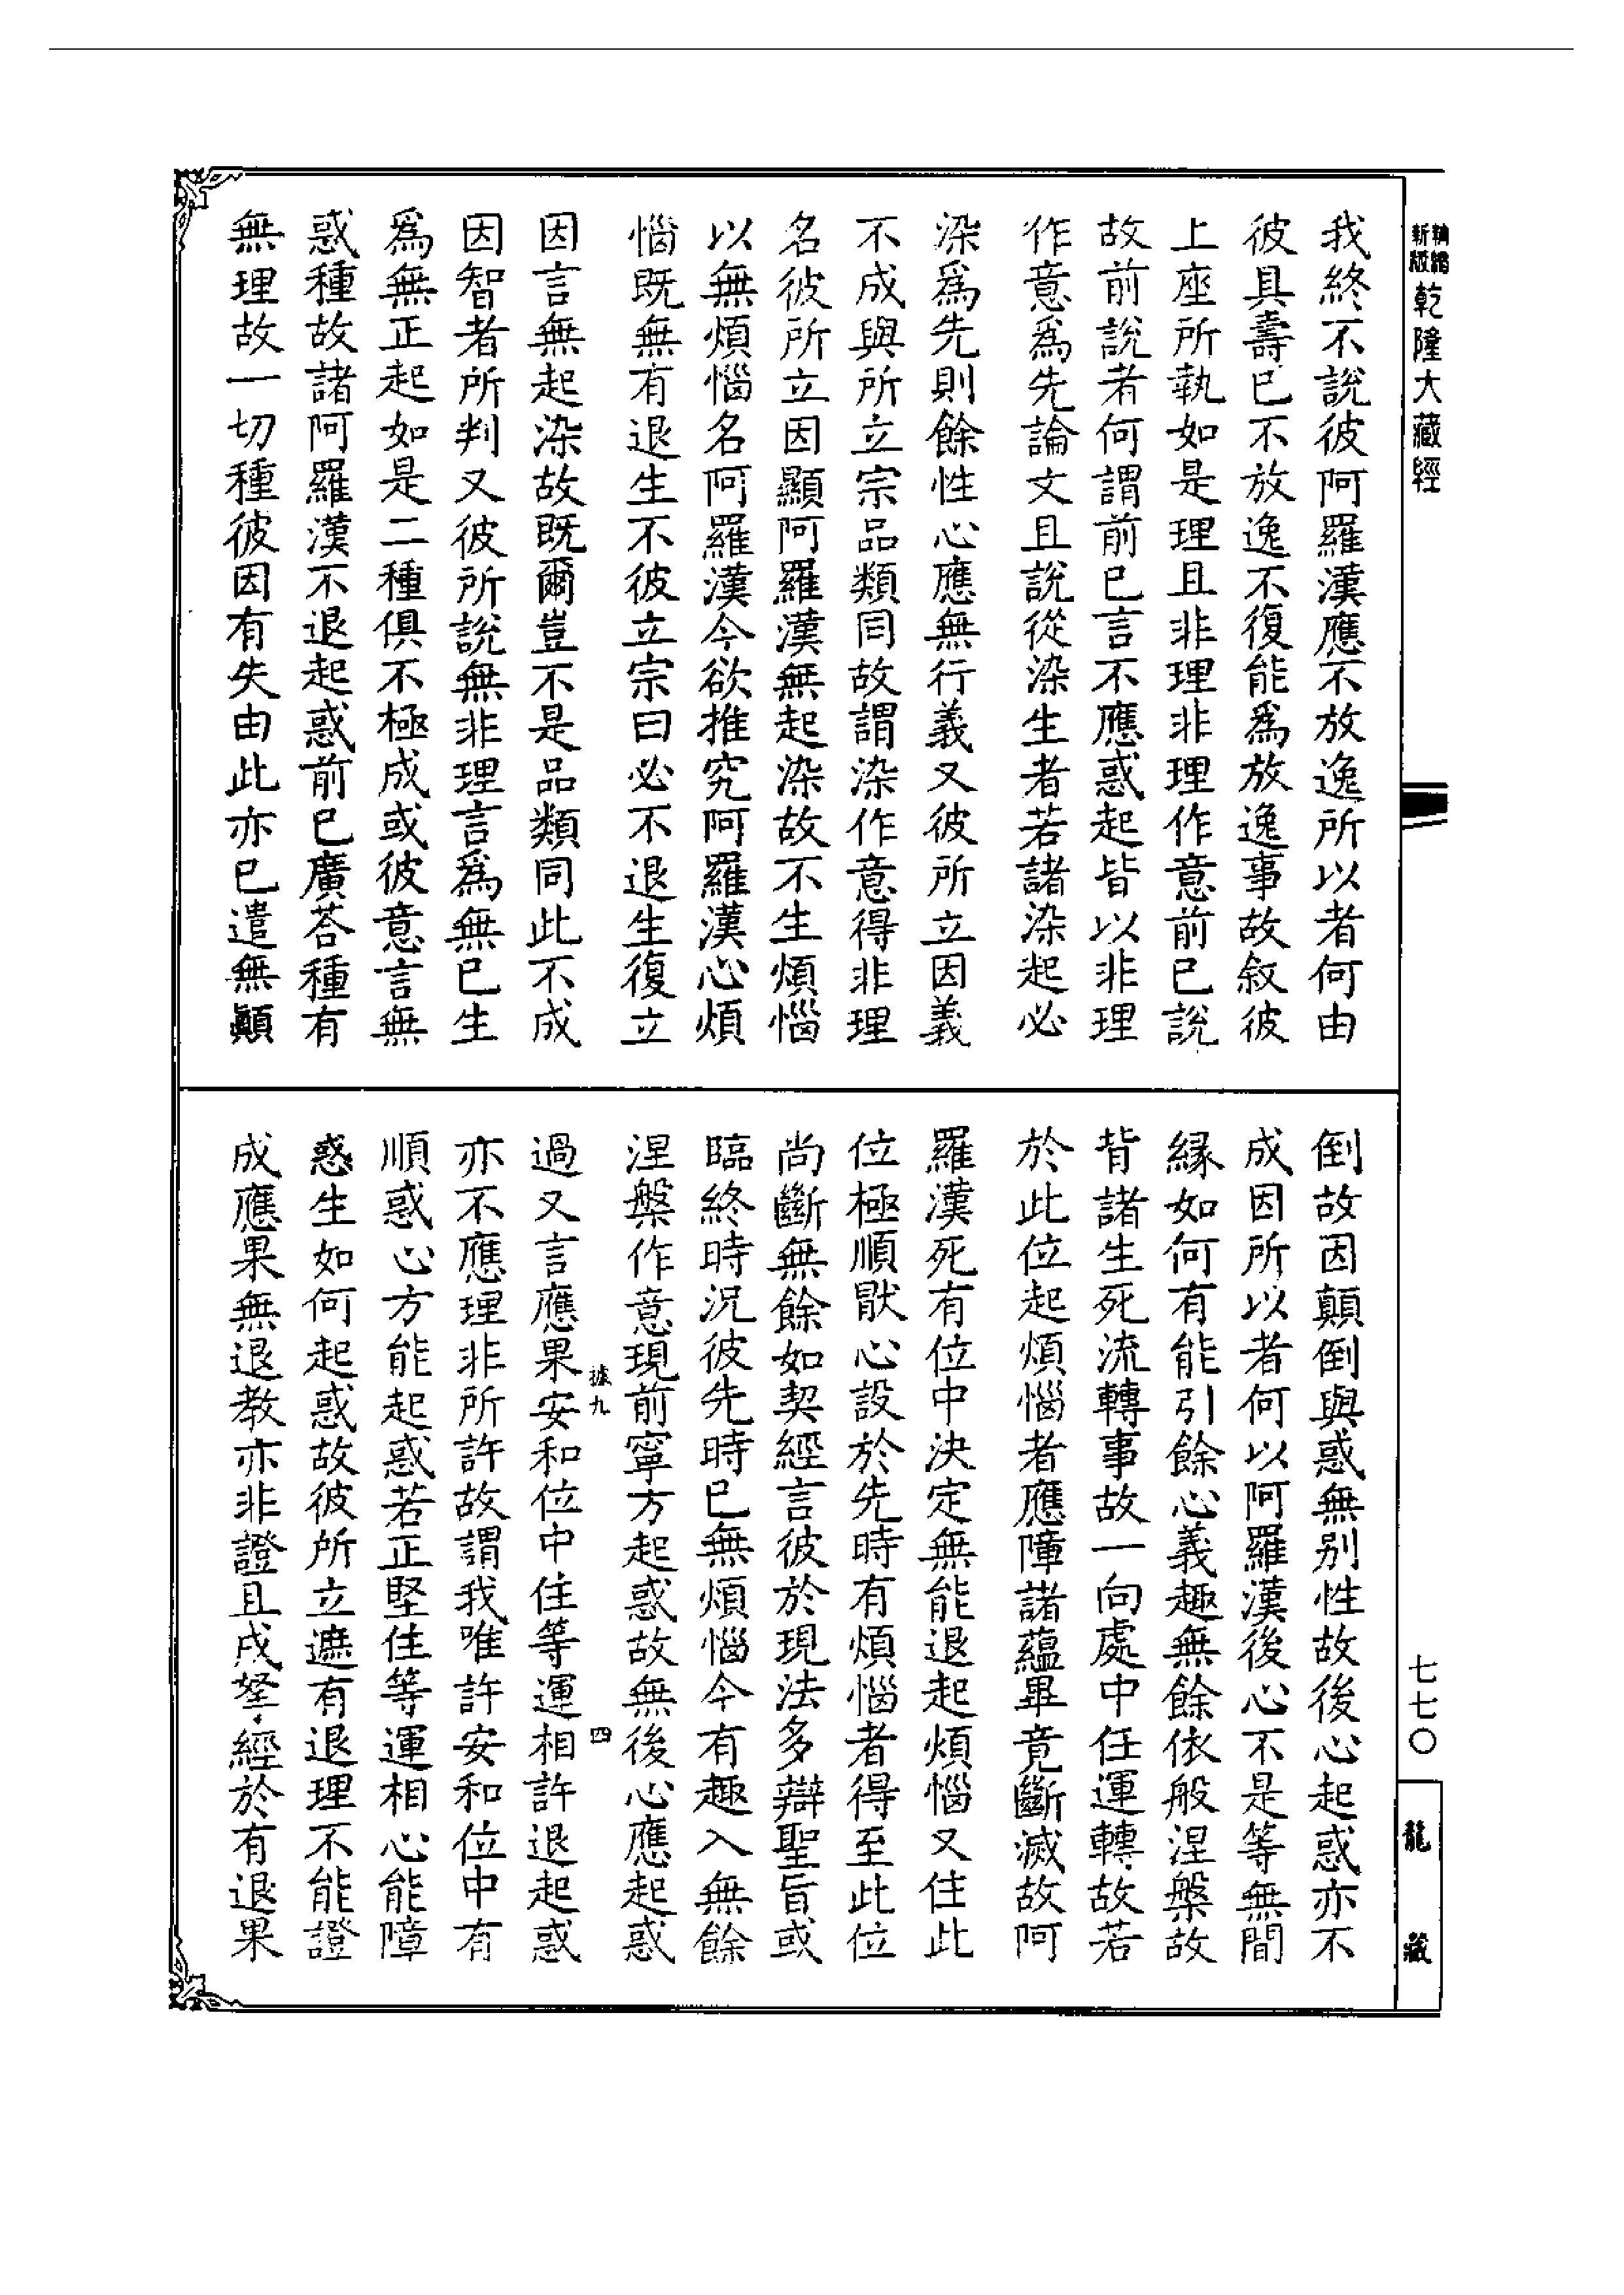 新版 精縮 乾隆大藏經
我終不說彼阿羅漢應不放逸所以者何由
彼具壽已不放逸不復能爲放逸事故敘彼
上座所執如是理且非理非理作意前已說
故前說者何謂前已言不應惑起皆以非理
作意爲先論文且說從染生者若諸染起必
染爲先則餘性心應無行義又彼所立因義
不成與所立宗品類同故謂染作意得非理
名彼所立因顯阿羅漢無起染故不生煩惱
以無煩惱名阿羅漢今欲推究阿羅漢心煩
惱既無有退生不彼立宗曰必不退生復立
因言無起染故既爾豈不是品類同此不成
因智者所判又彼所說無非理言爲無已生
爲無正起如是二種俱不極成或彼意言無
惑種故諸阿羅漢不退起惑前已廣荅種有
無理故一切種彼因有失由此亦已遣無顚
倒故因顛倒與惑無别性故後心起惑亦不
成因所以者何以阿羅漢後心不是等無間
緣如何有能引餘心義趣無餘依般涅槃故
背諸生死流轉事故一向處中任運轉故若
於此位起煩惱者應障諸蘊畢竟斷滅故阿
羅漢死有位中決定無能退起煩惱又住此
位極順猒心設於先時有煩惱者得至此位
尚斷無餘如契經言彼於現法多辯聖旨或
臨終時況彼先時已無煩惱今有趣入無餘
涅槃作意現前寧方起惑故無後心應起惑
據九 四
過又言應果安和位中住等運相許退起惑
亦不應理非所許故謂我唯許安和位中有
順惑心方能起惑若正堅住等運相心能障
惑生如何起惑故彼所立遮有退理不能證
成應果無退教亦非證且戍拏經於有退果
七七〇
龍藏